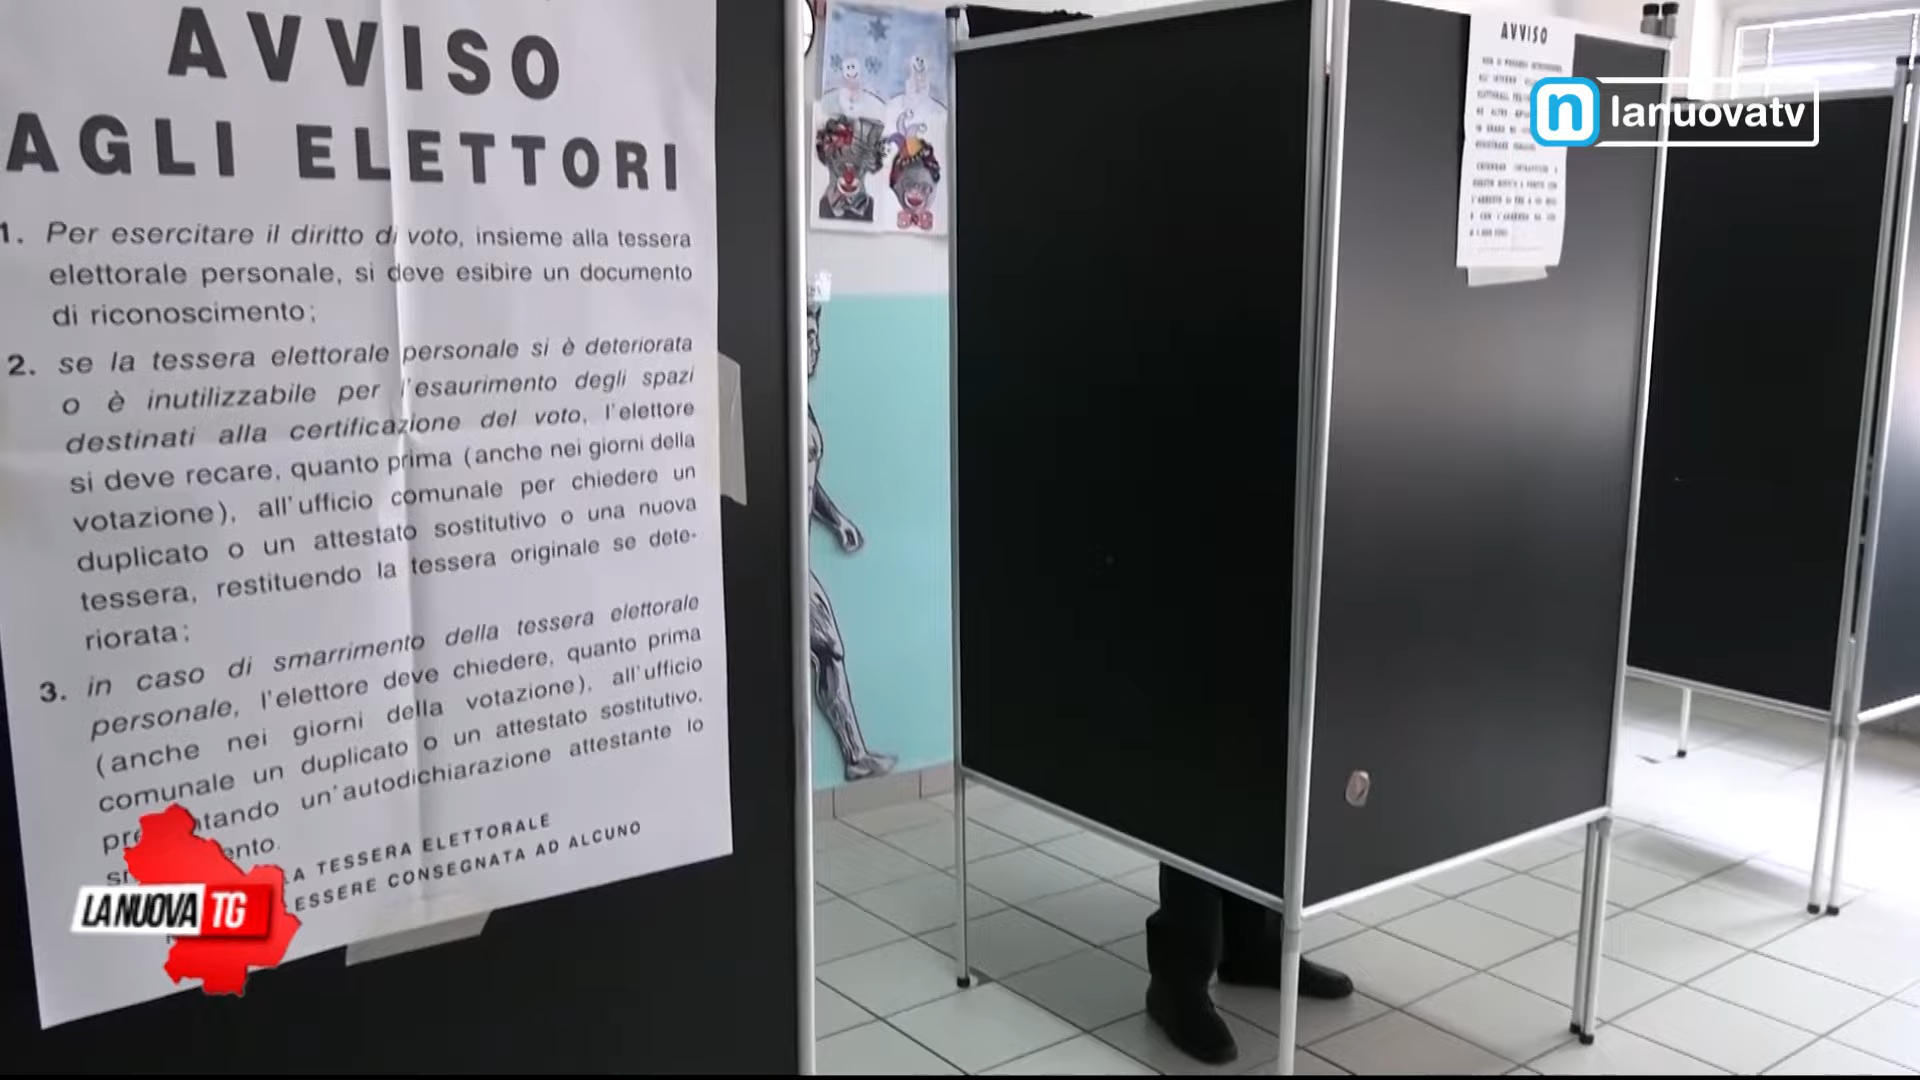 AVVISO
AGLI ELETTORI
1. Per esercitare il diritto di voto, insieme alla tessera
elettorale personale, si deve esibire un documento
di riconoscimento;
2. se la tessera elettorale personale si è deteriorata
o è inutilizzabile per l'esaurimento degli spazi
destinati alla certificazione del voto, l'elettore
si deve recare, quanto prima (anche nei giorni della
votazione), all'ufficio comunale per chiedere un
duplicato o un attestato sostitutivo o una nuova
tessera, restituendo la tessera originale se dete-
riorata;
3. in caso di smarrimento della tessera elettorale
personale, l'elettore deve chiedere, quanto prima
(anche nei giorni della votazione), all'ufficio
comunale un duplicato o un attestato sostitutivo,
un'autodichiarazione attestante lo
A TESSERA ELETTORALE
ESSERE CONSEGNATA AD ALCUNO
LA NUOVA TG
AVVISO
n lanuovatv